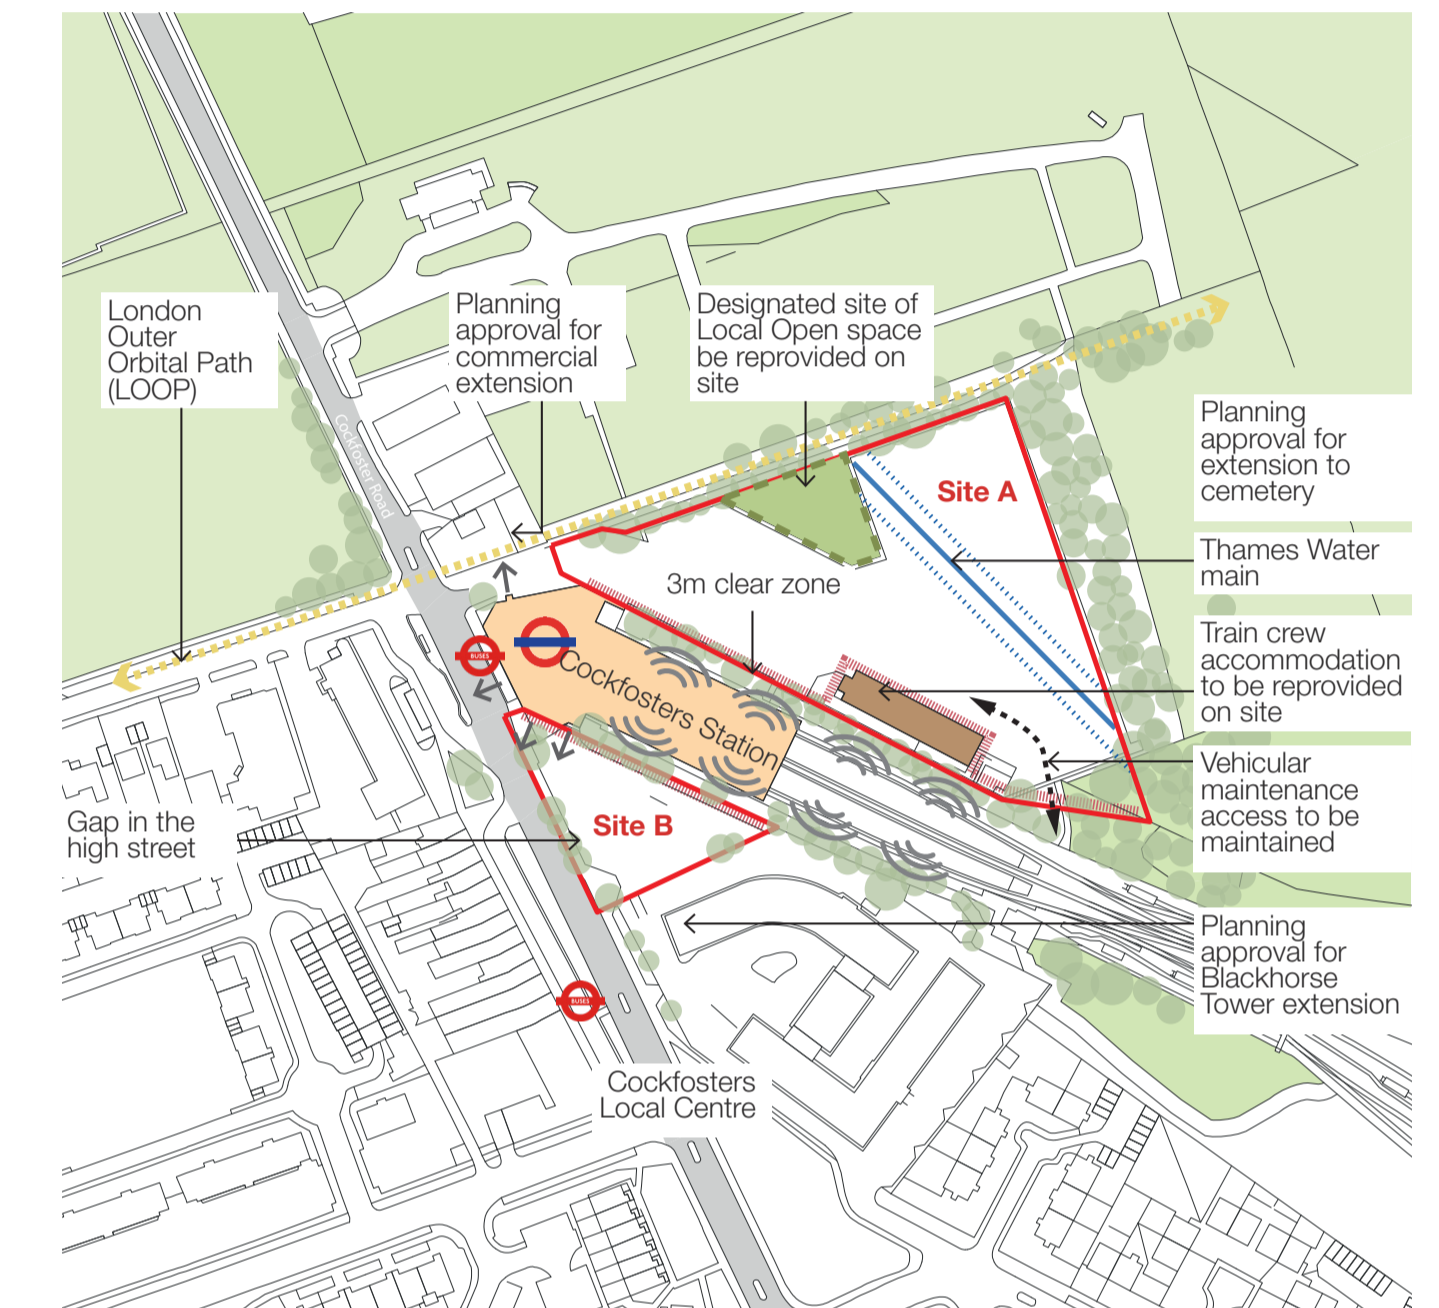 London
Outer
Orbital Path
(LOOP)
Planning
approval for
commercial
extension
Designated site of
Local Open space
be reprovided on
site
Planning
approval for
extension to
cemetery
Cockfoster Road
Site A
Thames Water
main
3m clear zone
Train crew
accommodation
to be reprovided
on site
BUSES
Cockfosters Station
Vehicular
maintenance
access to be
maintained
Gap in the
high street
Site B
Planning
approval for
Blackhorse
Tower extension
BUSES
Cockfosters
Local Centre